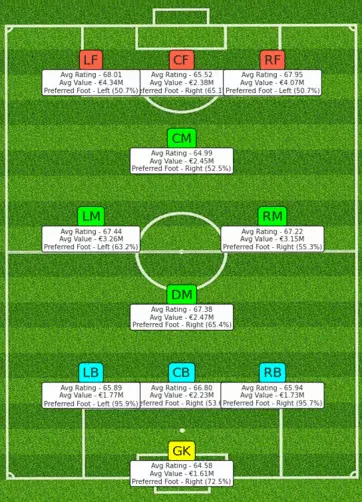 LF CF RF
Avg Rating - 68.01
Avg Value - €4.34M
Preferred Foot - Left (50.7%)
Avg Rating - 65.52
Avg Value - €2.38M
Foot - Right (65.1
Avg Rating - 67.95
Avg Value - €4.07M
Preferred Foot - Left (50.7%)
CM
Avg Rating - 64.99
Avg Value - €2.45M
Preferred Foot - Right (52.5%)
LM RM
Avg Rating - 67.44
Avg Value - €3.26M
Preferred Foot - Left (63.2%)
Avg Rating - 67.22
Avg Value - €3.15M
Preferred Foot - Right (55.3%)
DM
Avg Rating - 67.38
Avg Value - €2.47M
Preferred Foot - Right (65.4%)
LB CB RB
Avg Rating - 65.89
Avg Value - €1.77M
Preferred Foot - Left (95.9%)
Avg Rating - 66.80
Avg Value - €2.23M
Foot - Right (53.
Avg Rating - 65.94
Avg Value - €1.73M
Preferred Foot - Right (95.7%)
GK
Avg Rating - 64.58
Avg Value - €1.61M
Preferred Foot - Right (72.5%)